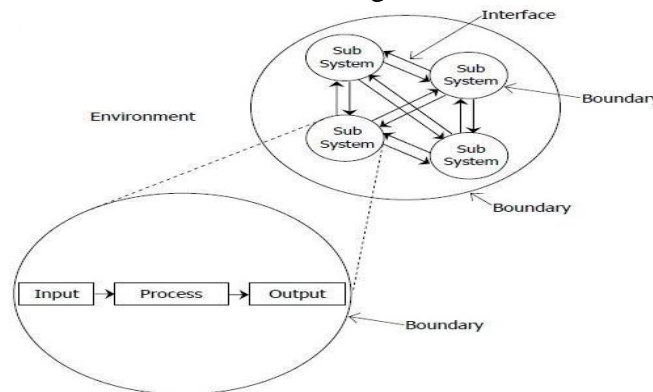 Interface
Sub
System
Sub
System
Boundary
Environment
Sub
System
Sub
System
Boundary
Input
Process
Output
Boundary